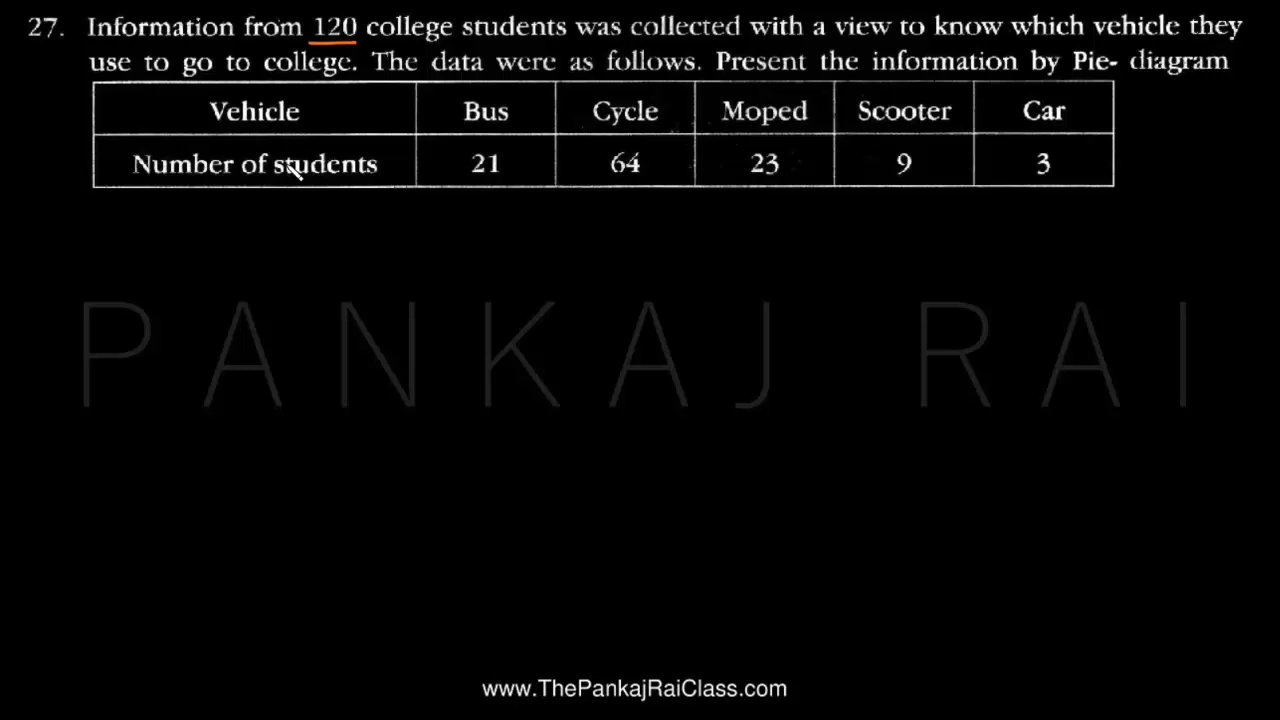 27. Information from 120 college students was collected with a view to know which vehicle they
use to go to college. The data were as follows. Present the information by Pie- diagram
Vehicle Bus Cycle Moped Scooter Car
Number of students 21 64 23 9 3
PANKAJ RAI
www.ThePankajRaiClass.com